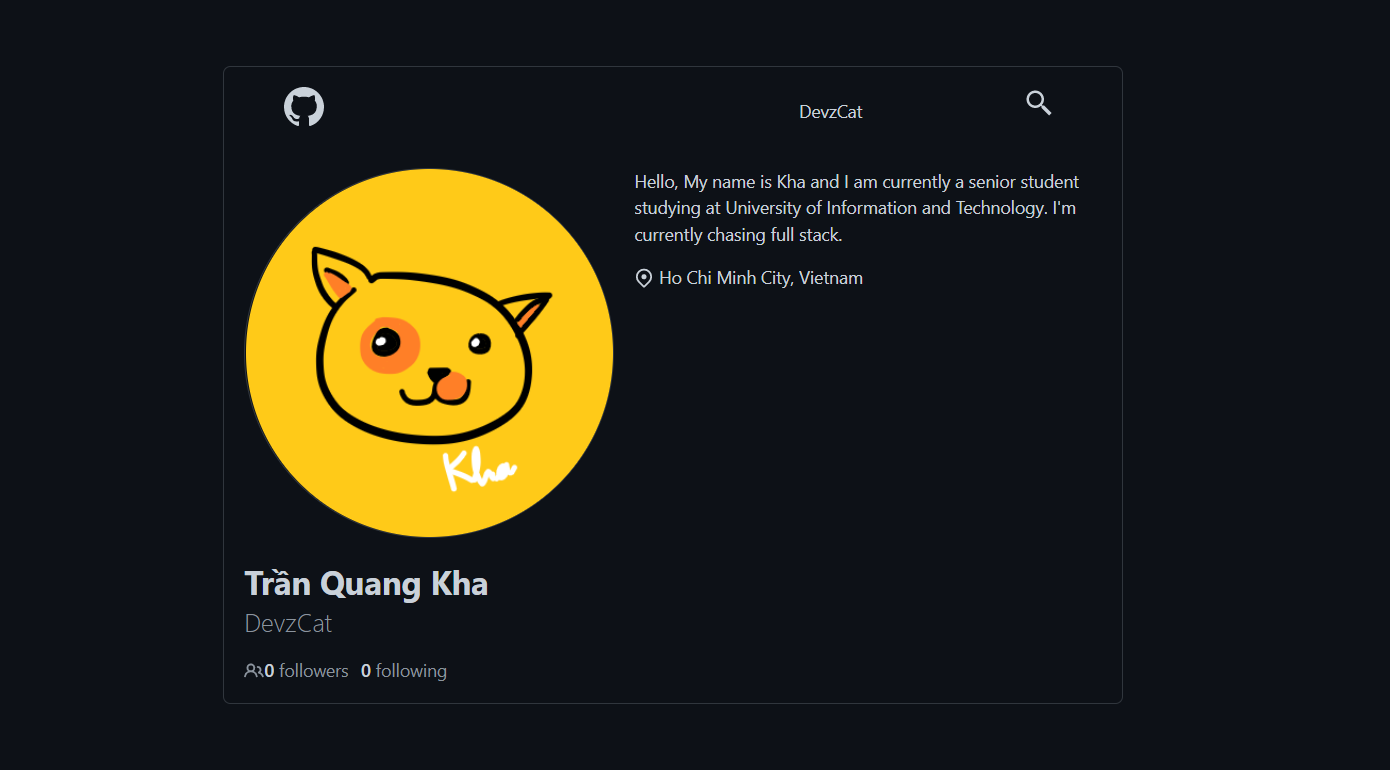 DevzCat
Hello, My name is Kha and I am currently a senior student
studying at University of Information and Technology. I'm
currently chasing full stack.
Ho Chi Minh City, Vietnam
Kha
Trần Quang Kha
DevzCat
0 followers 0 following